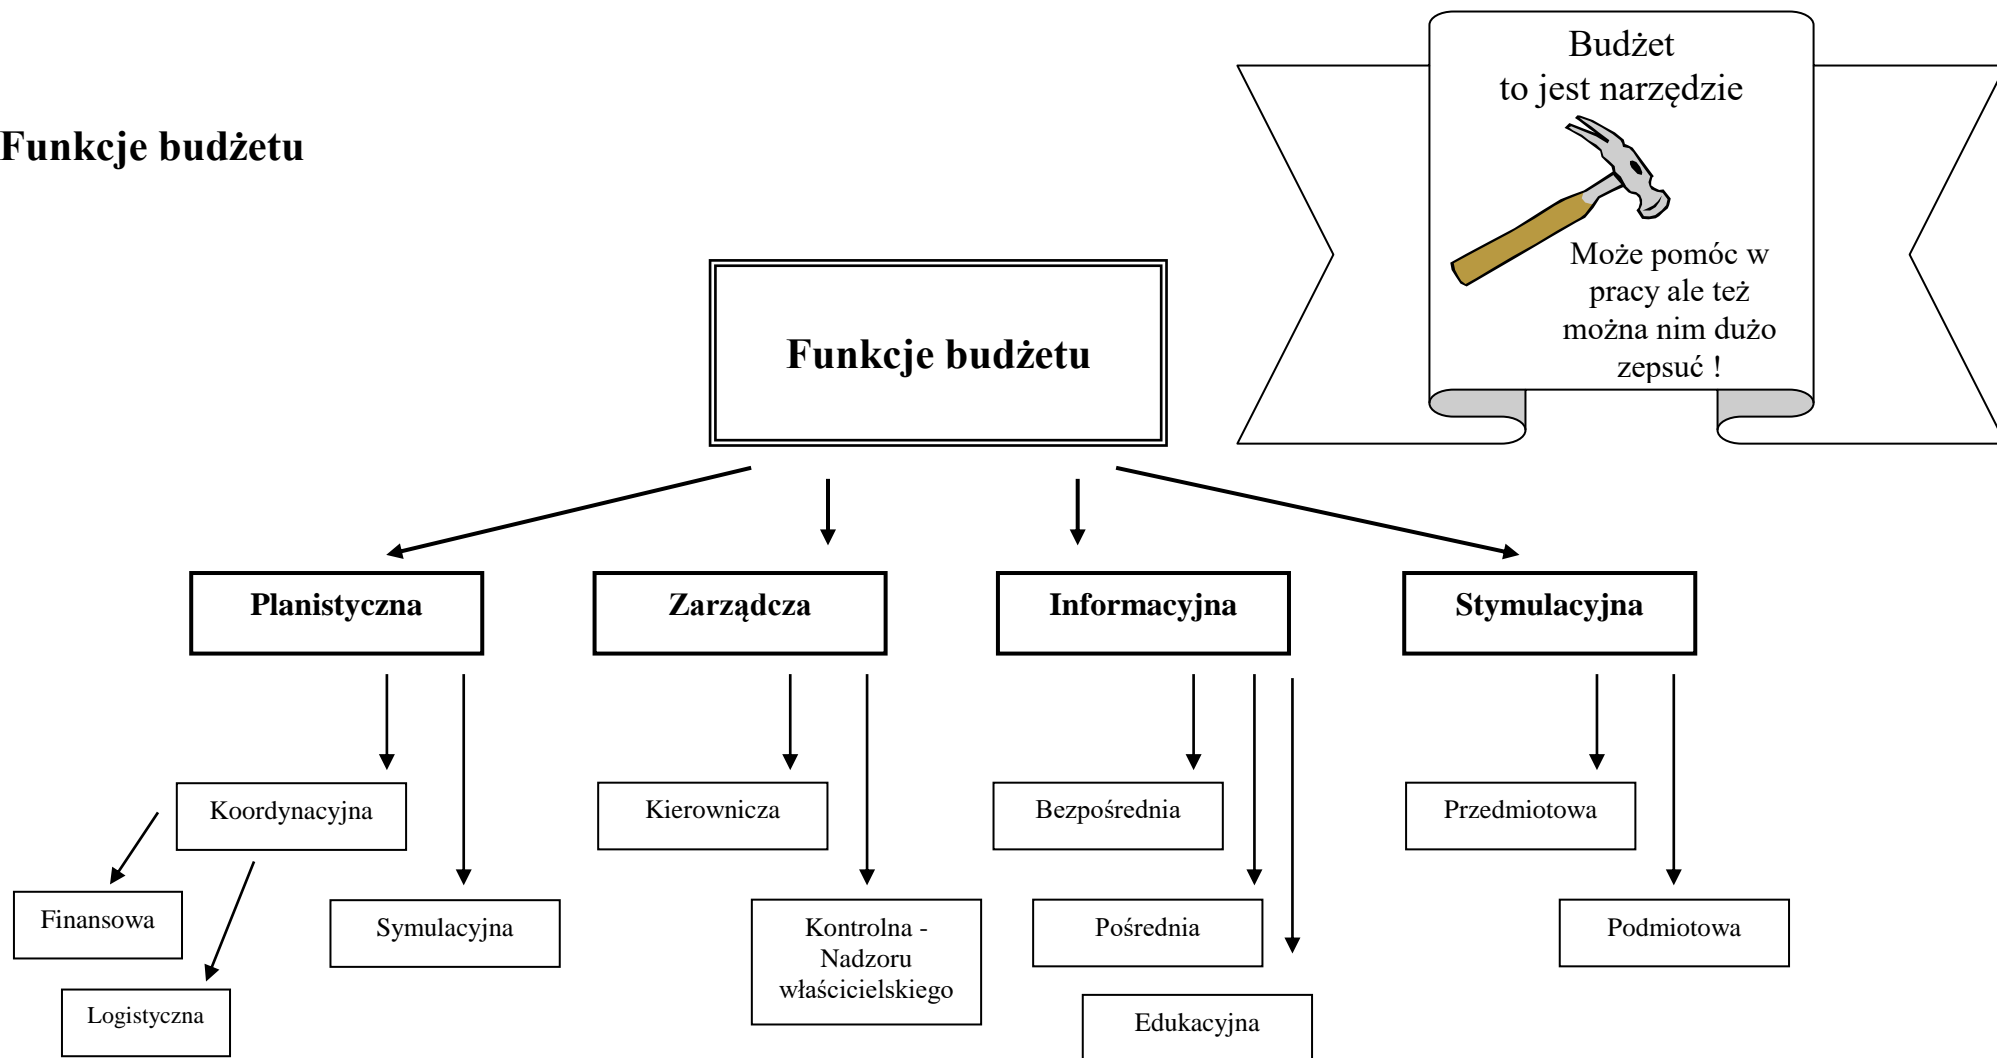 Budżet
to jest narzędzie
Może pomóc w
pracy ale też
można nim dużo
zepsuć !
Funkcje budżetu
Funkcje budżetu
Planistyczna
Zarządcza
Informacyjna
Stymulacyjna
Koordynacyjna
Kierownicza
Bezpośrednia
Przedmiotowa
Finansowa
Symulacyjna
Kontrolna -
Nadzoru
właścicielskiego
Pośrednia
Podmiotowa
Logistyczna
Edukacyjna